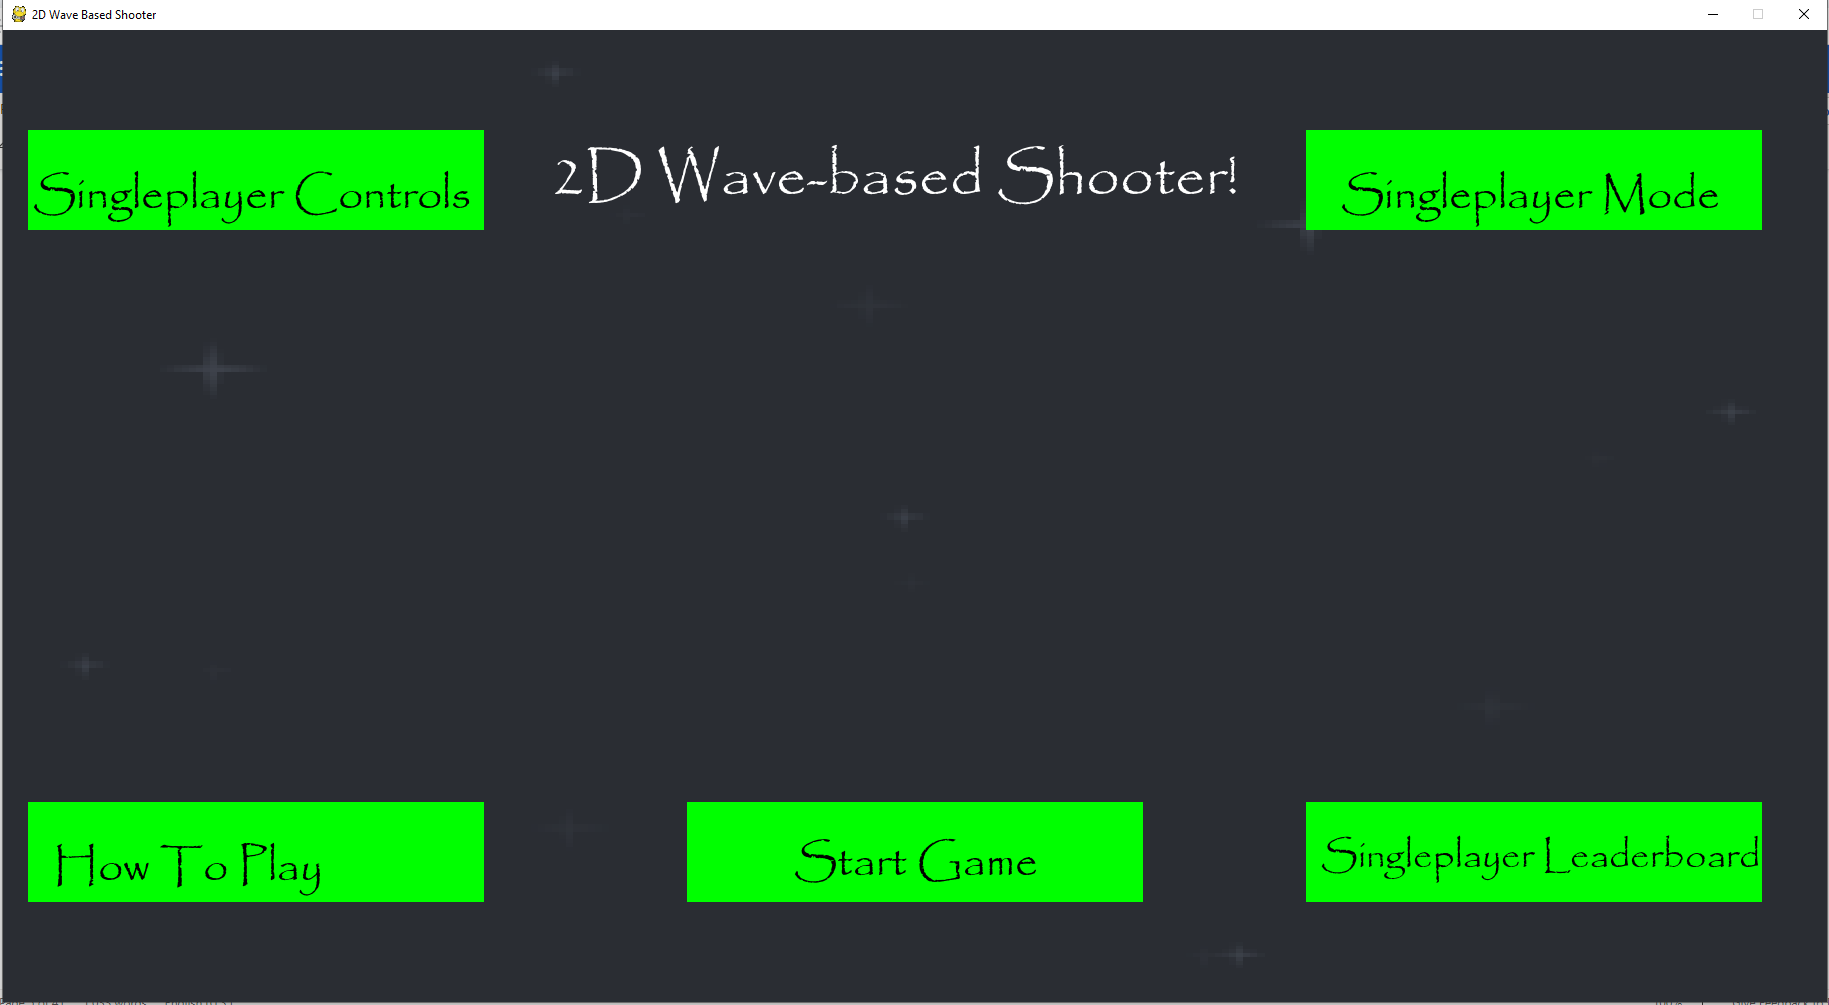 2D Wave Based Shooter
Singleplayer Controls
2D Wave-based Shooter!
Singleplayer Mode
How To Play
Start Game
Singleplayer Leaderboard